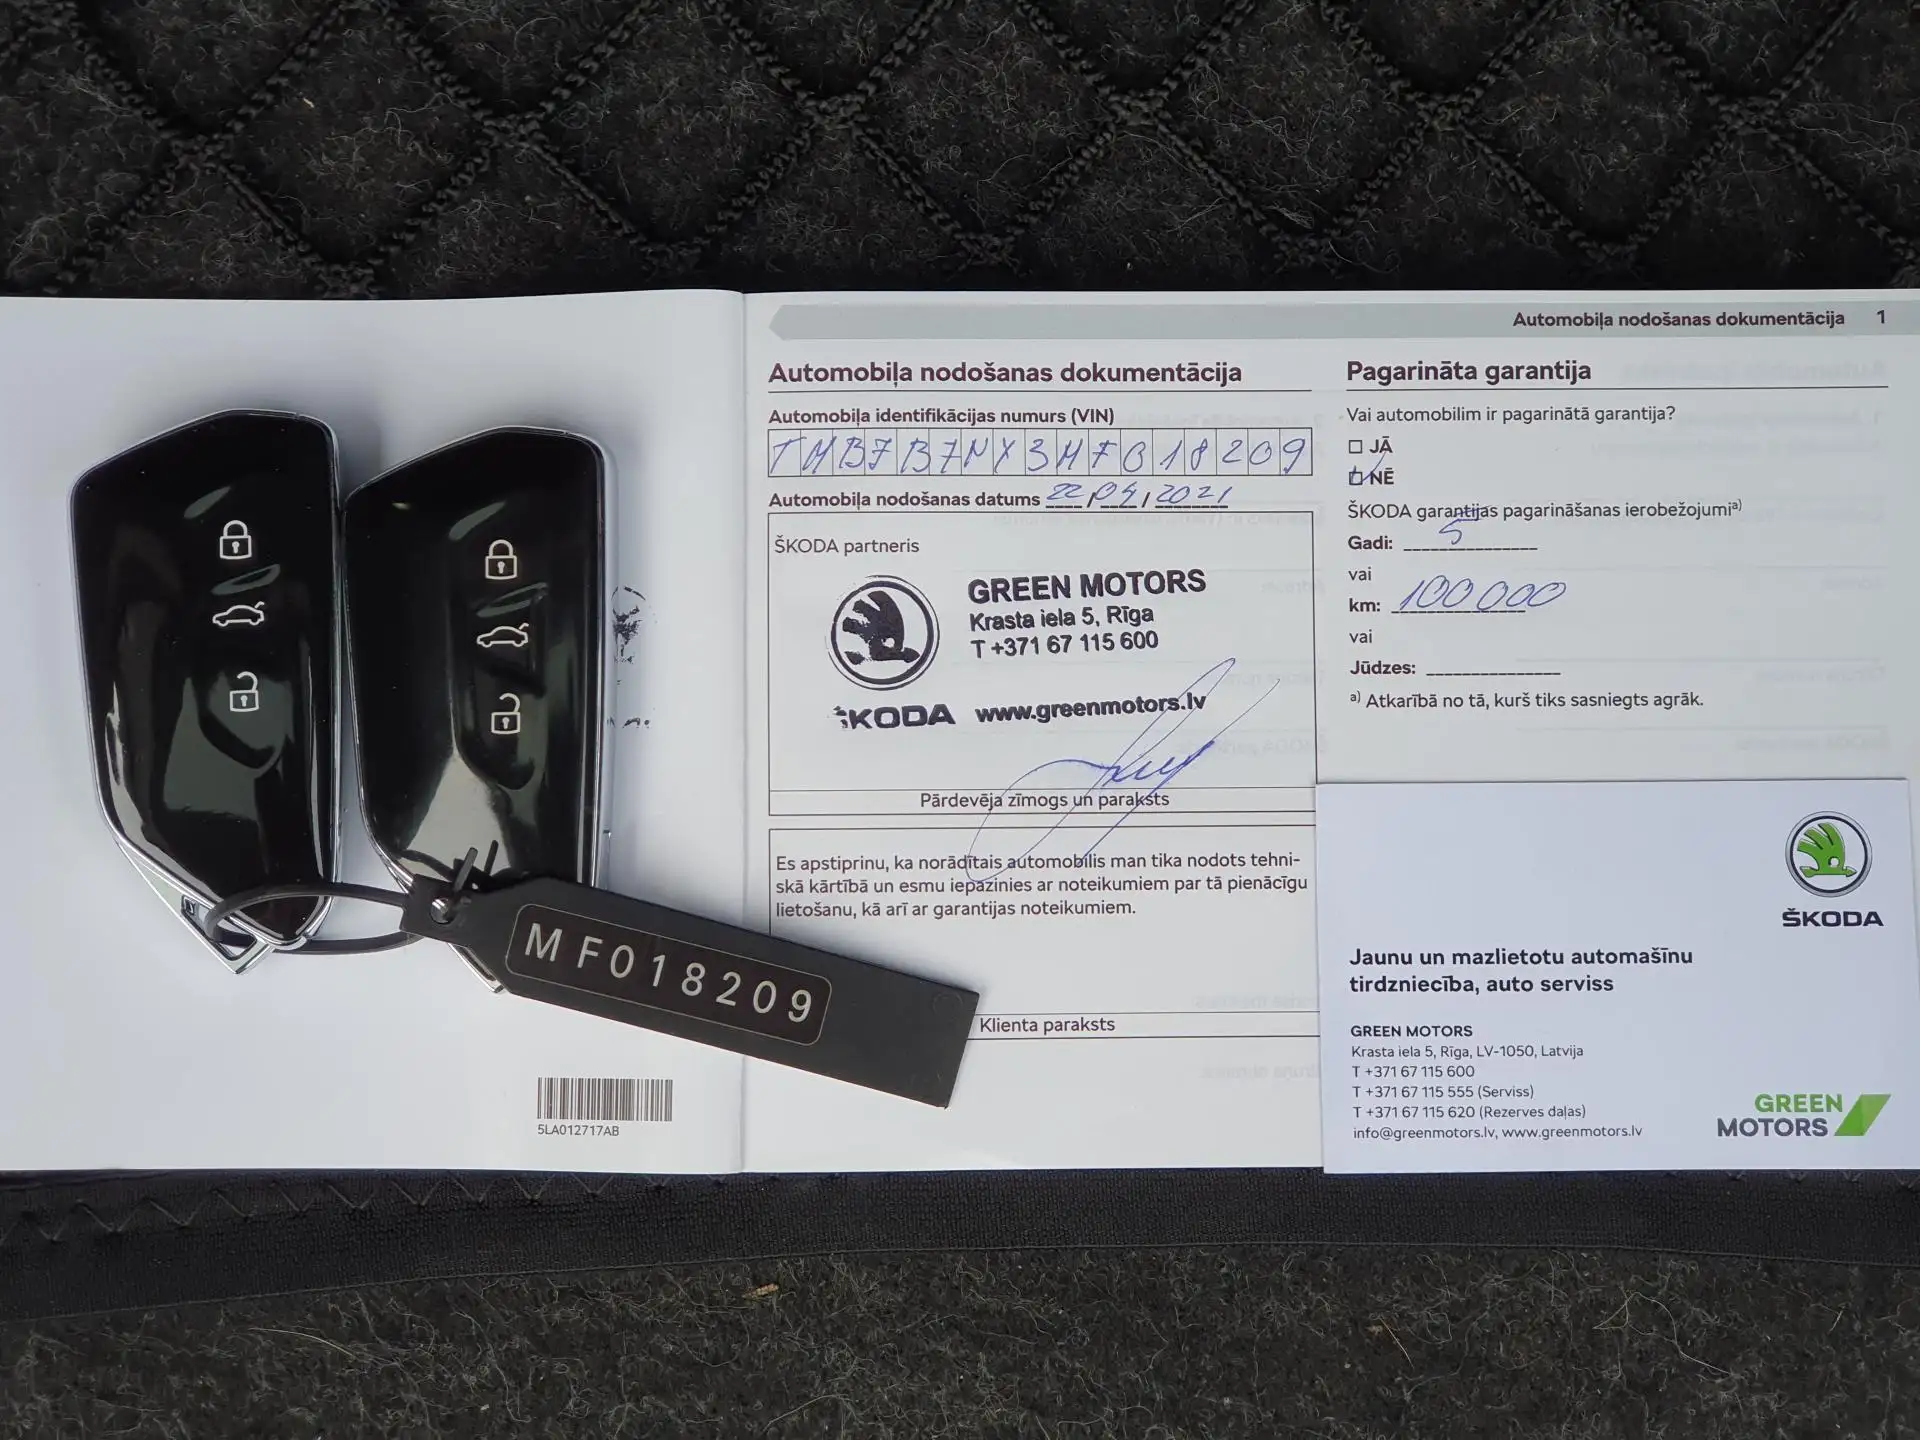 Automobiļa nodošanas dokumentācija 1
Automobiļa nodošanas dokumentācija
Automobiļa identifikācijas numurs (VIN)
TMB7B7NX3MF018209
Automobiļa nodošanas datums 22/04/2021
ŠKODA partneris
GREEN MOTORS
Krasta iela 5, Rīga
T +371 67 115 600
ŠKODA www.greenmotors.lv
Pārdevēja zīmogs un paraksts
Es apstiprinu, ka norādītais automobilis man tika nodots tehni-
skā kārtībā un esmu iepazinies ar noteikumiem par tā pienācīgu
lietošanu, kā arī ar garantijas noteikumiem.
Klienta paraksts
Pagarināta garantija
Vai automobilim ir pagarinātā garantija?
JĀ
NĒ
ŠKODA garantijas pagarināšanas ierobežojumi a)
Gadi: 5
vai
km: 100 000
vai
Jūdzes:
a) Atkarībā no tā, kurš tiks sasniegts agrāk.
MF018209
5LA012717AB
ŠKODA
Jaunu un mazlietotu automašīnu
tirdzniecība, auto serviss
GREEN MOTORS
Krasta iela 5, Rīga, LV-1050, Latvija
T +371 67 115 600
T +371 67 115 555 (Serviss)
T +371 67 115 620 (Rezerves daļas)
info@greenmotors.lv, www.greenmotors.lv
GREEN
MOTORS